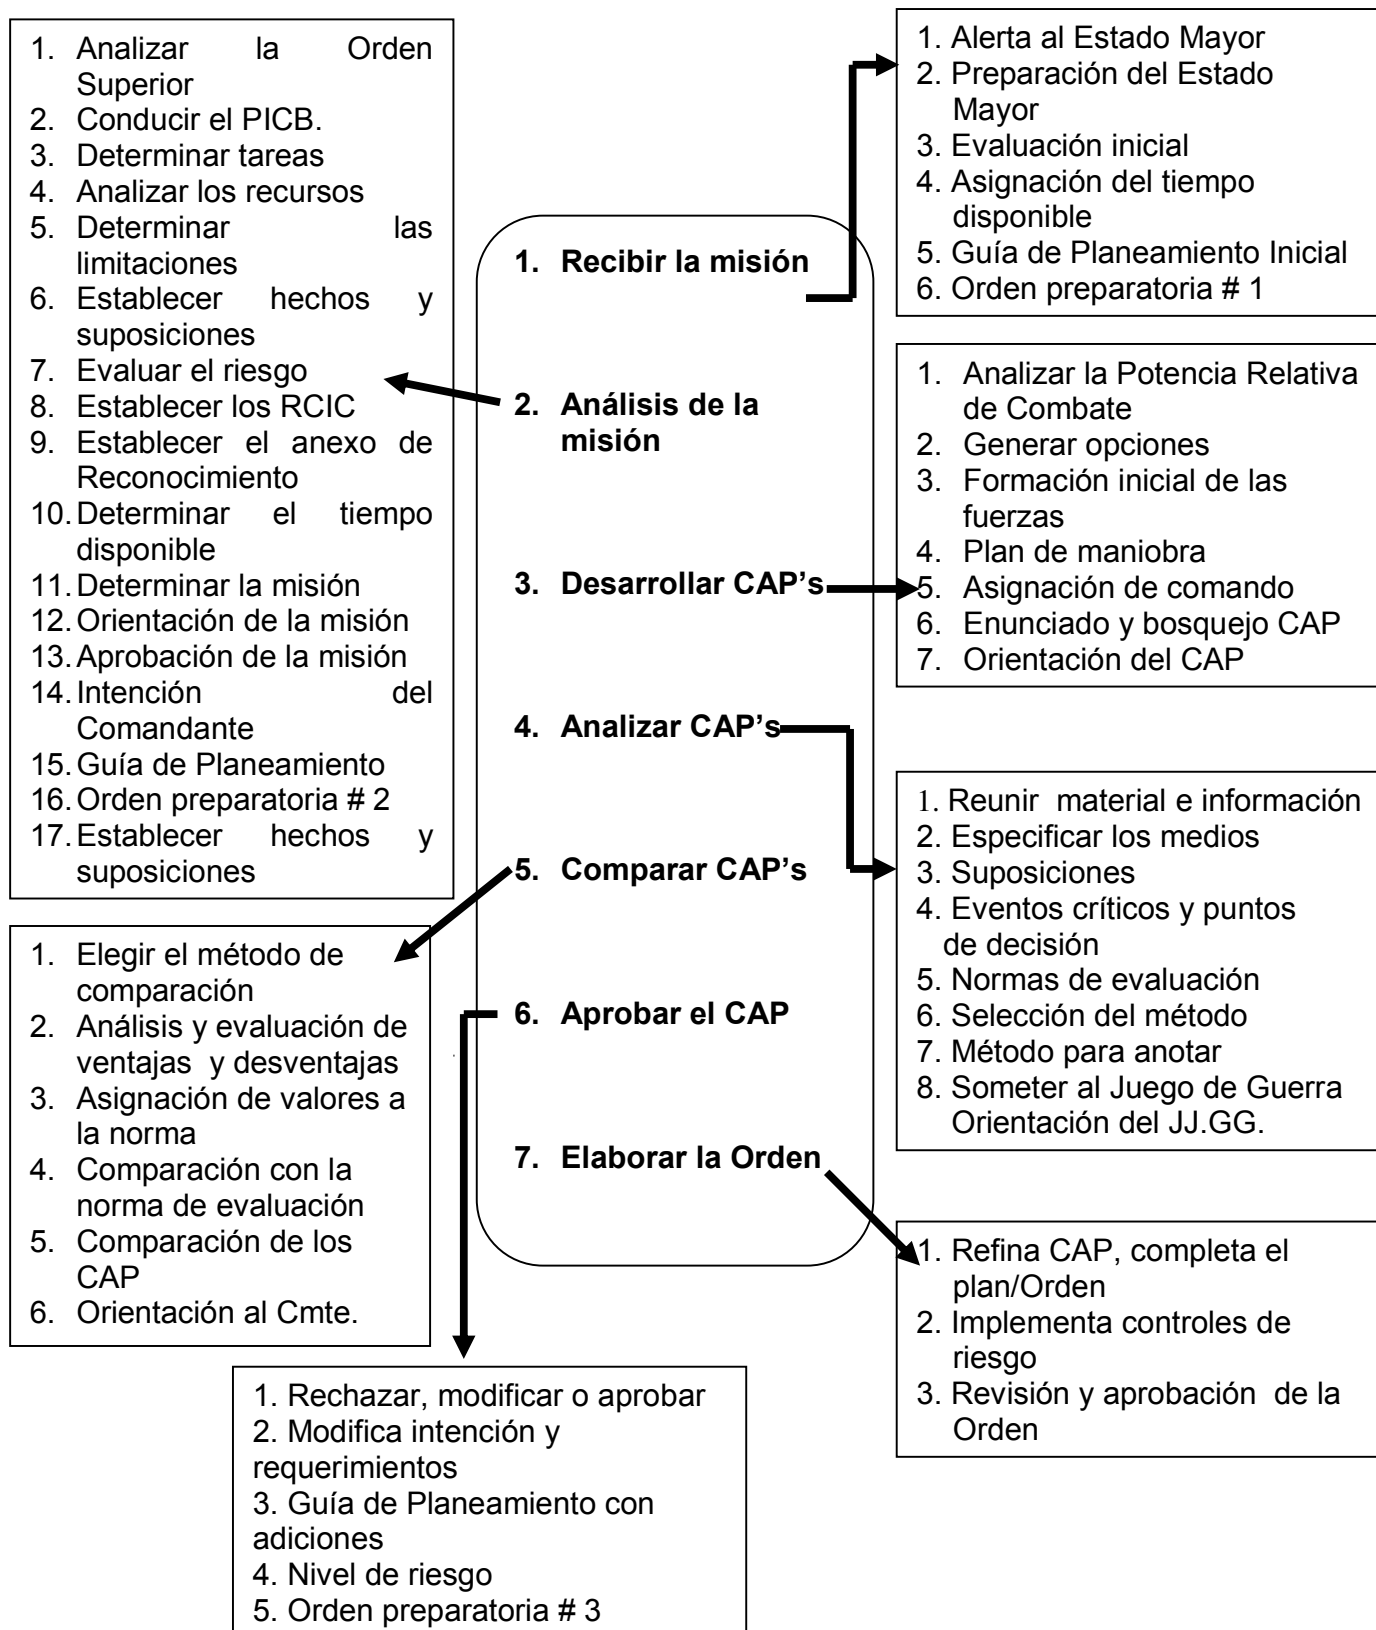 1. Analizar la Orden
Superior
2. Conducir el PICB.
3. Determinar tareas
4. Analizar los recursos
5. Determinar las
limitaciones
6. Establecer hechos y
suposiciones
7. Evaluar el riesgo
8. Establecer los RCIC
9. Establecer el anexo de
Reconocimiento
10. Determinar el tiempo
disponible
11. Determinar la misión
12. Orientación de la misión
13. Aprobación de la misión
14. Intención del
Comandante
15. Guía de Planeamiento
16. Orden preparatoria # 2
17. Establecer hechos y
suposiciones
1. Elegir el método de
comparación
2. Análisis y evaluación de
ventajas y desventajas
3. Asignación de valores a
la norma
4. Comparación con la
norma de evaluación
5. Comparación de los
CAP
6. Orientación al Cmte.
1. Recibir la misión
2. Análisis de la
misión
3. Desarrollar CAP’s
4. Analizar CAP’s
5. Comparar CAP’s
6. Aprobar el CAP
7. Elaborar la Orden
1. Alerta al Estado Mayor
2. Preparación del Estado
Mayor
3. Evaluación inicial
4. Asignación del tiempo
disponible
5. Guía de Planeamiento Inicial
6. Orden preparatoria # 1
1. Analizar la Potencia Relativa
de Combate
2. Generar opciones
3. Formación inicial de las
fuerzas
4. Plan de maniobra
5. Asignación de comando
6. Enunciado y bosquejo CAP
7. Orientación del CAP
1. Reunir material e información
2. Especificar los medios
3. Suposiciones
4. Eventos críticos y puntos
de decisión
5. Normas de evaluación
6. Selección del método
7. Método para anotar
8. Someter al Juego de Guerra
Orientación del JJ.GG.
1. Refina CAP, completa el
plan/Orden
2. Implementa controles de
riesgo
3. Revisión y aprobación de la
Orden
1. Rechazar, modificar o aprobar
2. Modifica intención y
requerimientos
3. Guía de Planeamiento con
adiciones
4. Nivel de riesgo
5. Orden preparatoria # 3